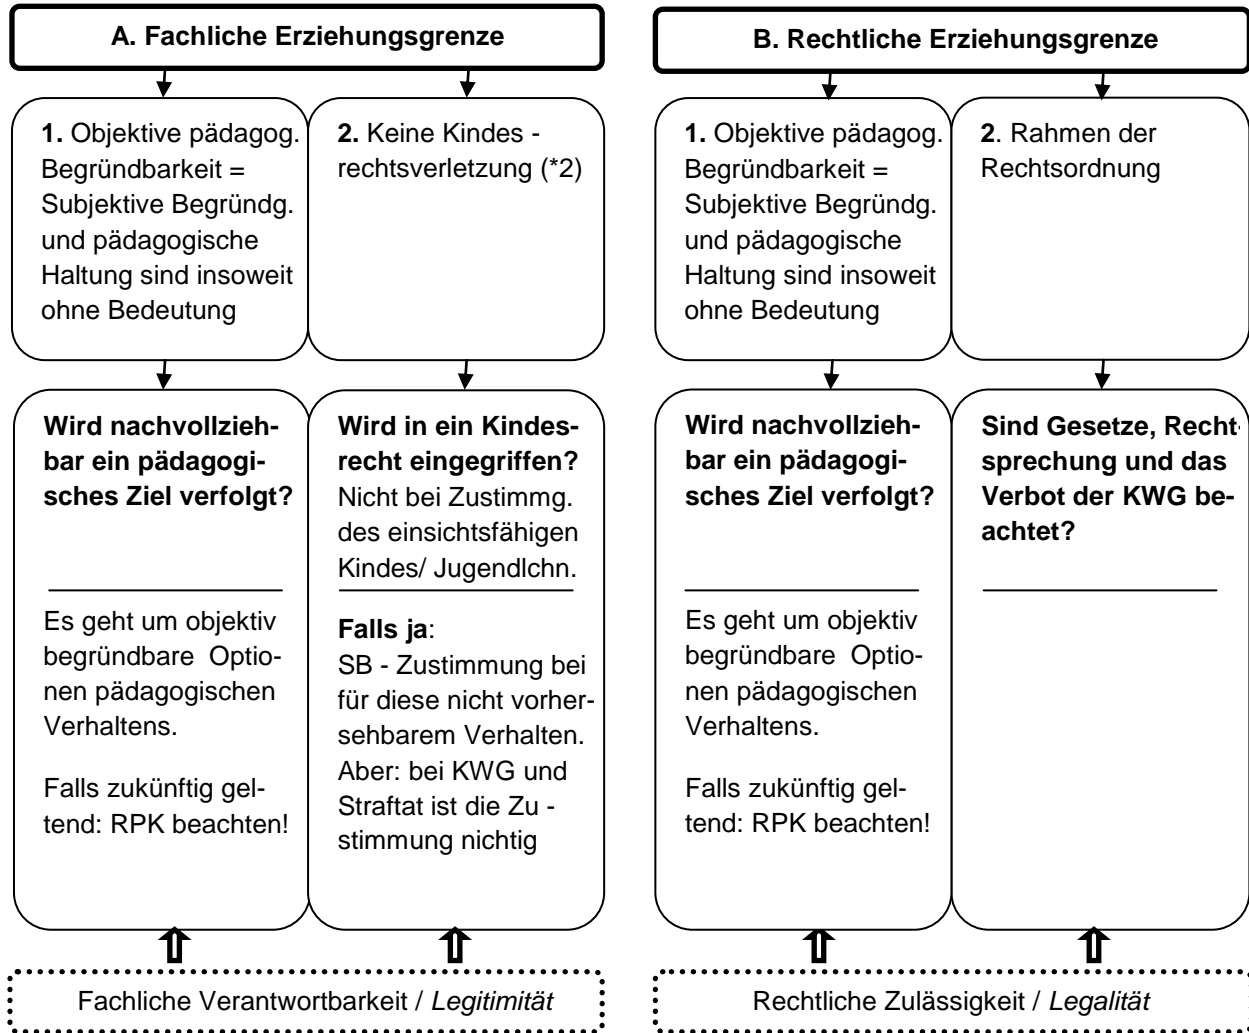 A. Fachliche Erziehungsgrenze
1. Objektive pädagog.
Begründbarkeit =
Subjektive Begründg.
und pädagogische
Haltung sind insoweit
ohne Bedeutung
2. Keine Kindes -
rechtsverletzung (*2)
Wird nachvollzieh-
bar ein pädagogi-
sches Ziel verfolgt?
Es geht um objektiv
begründbare Optio-
nen pädagogischen
Verhaltens.
Falls zukünftig gel-
tend: RPK beachten!
Wird in ein Kindes-
recht eingegriffen?
Nicht bei Zustimmg.
des einsichtsfähigen
Kindes/ Jugendlchn.
Falls ja:
SB - Zustimmung bei
für diese nicht vorher-
sehbarem Verhalten.
Aber: bei KWG und
Straftat ist die Zu -
stimmung nichtig
Fachliche Verantwortbarkeit / Legitimität
B. Rechtliche Erziehungsgrenze
1. Objektive pädagog.
Begründbarkeit =
Subjektive Begründg.
und pädagogische
Haltung sind insoweit
ohne Bedeutung
2. Rahmen der
Rechtsordnung
Wird nachvollzieh-
bar ein pädagogi-
sches Ziel verfolgt?
Es geht um objektiv
begründbare Optio-
nen pädagogischen
Verhaltens.
Falls zukünftig gel-
tend: RPK beachten!
Sind Gesetze, Recht-
sprechung und das
Verbot der KWG be-
achtet?
Rechtliche Zulässigkeit / Legalität